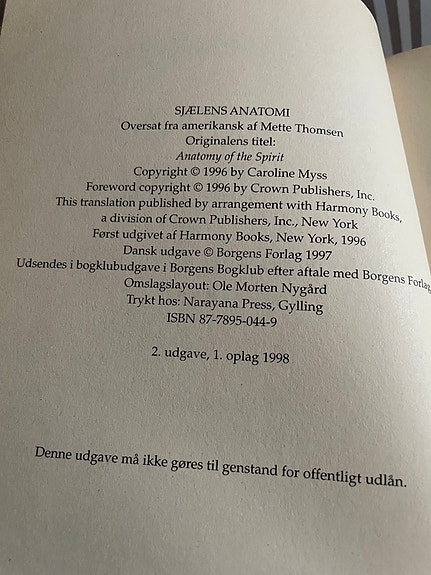 SJÆLENS ANATOMI
Oversat fra amerikansk af Mette Thomsen
Originalens titel:
Anatomy of the Spirit
Copyright © 1996 by Caroline Myss
Foreword copyright © 1996 by Crown Publishers, Inc.
This translation published by arrangement with Harmony Books,
a division of Crown Publishers, Inc., New York
Først udgivet af Harmony Books, New York, 1996
Dansk udgave © Borgens Forlag 1997
Udsendes i bogklubudgave i Borgens Bogklub efter aftale med Borgens Forlag,
Omslagslayout: Ole Morten Nygård
Trykt hos: Narayana Press, Gylling
ISBN 87-7895-044-9
2. udgave, 1. oplag 1998
Denne udgave må ikke gøres til genstand for offentligt udlån.